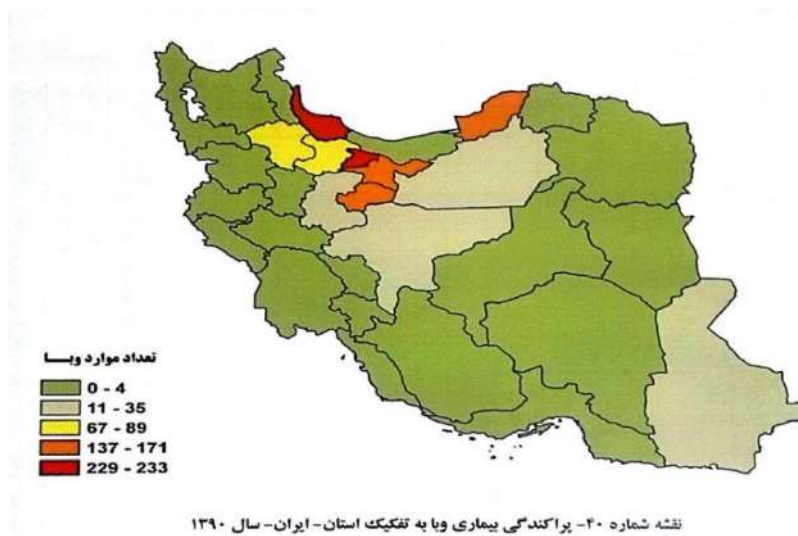 تعداد موارد وبـــا
0 - 4
11 - 35
67 - 89
137 - 171
229 - 233
نقشه شماره ۴۰- پراکندگی بیماری وبا به تفکیک استان- ایران- سال ۱۳۹۰